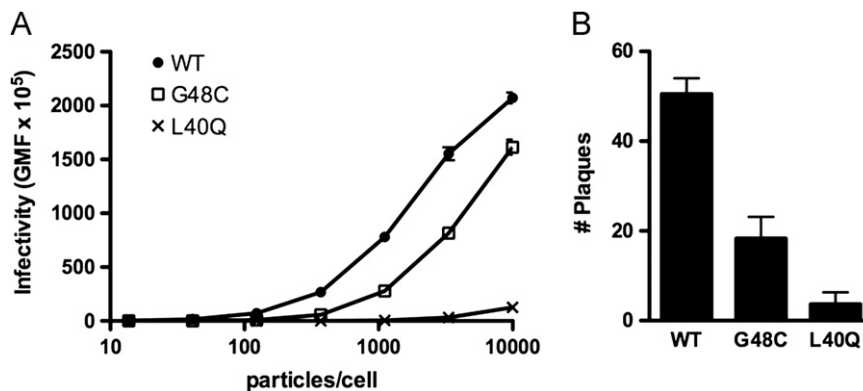 A
Infectivity (GMF x 10⁵)
2500
2000
1500
1000
500
0
WT
G48C
L40Q
10
100
1000
10000
particles/cell
B
# Plaques
60
40
20
0
WT
G48C
L40Q